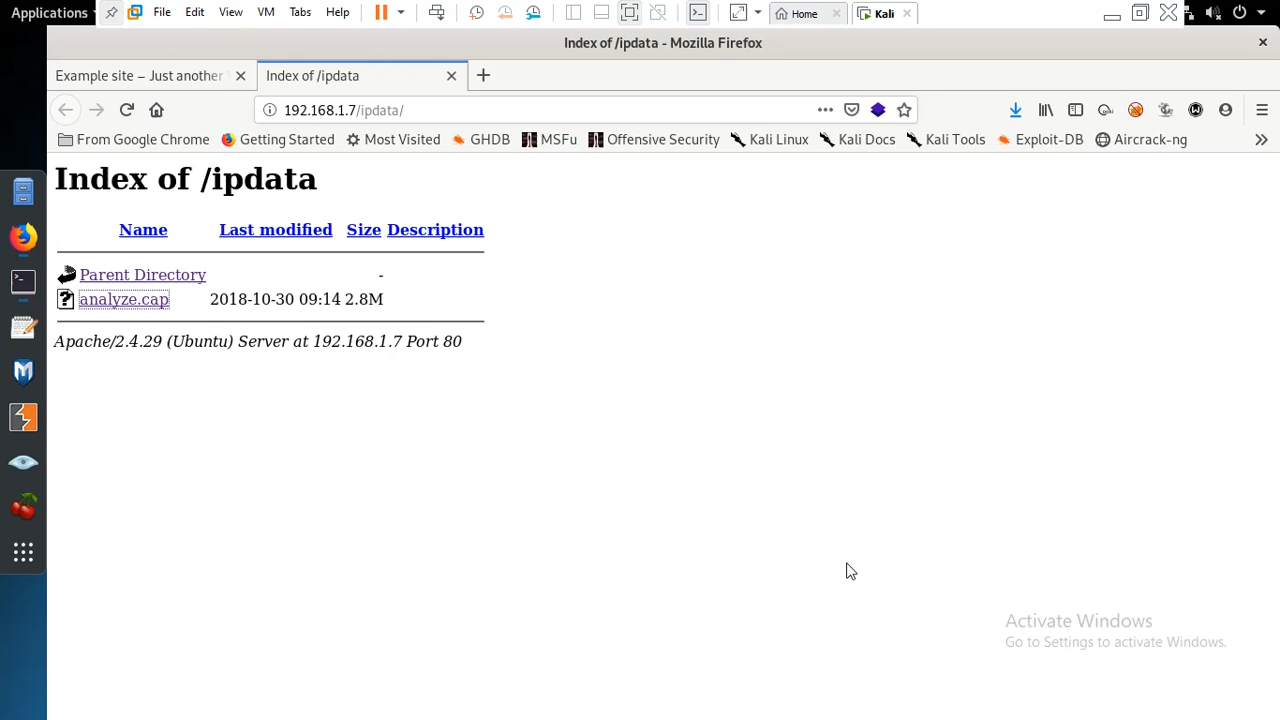 Applications File Edit View VM Tabs Help Home Kali
Index of /ipdata - Mozilla Firefox
Example site – Just another Index of /ipdata
192.168.1.7/ipdata/
From Google Chrome Getting Started Most Visited GHDB MSFu Offensive Security Kali Linux Kali Docs Kali Tools Exploit-DB Aircrack-ng
Index of /ipdata
Name Last modified Size Description
Parent Directory -
analyze.cap 2018-10-30 09:14 2.8M
Apache/2.4.29 (Ubuntu) Server at 192.168.1.7 Port 80
Activate Windows
Go to Settings to activate Windows.